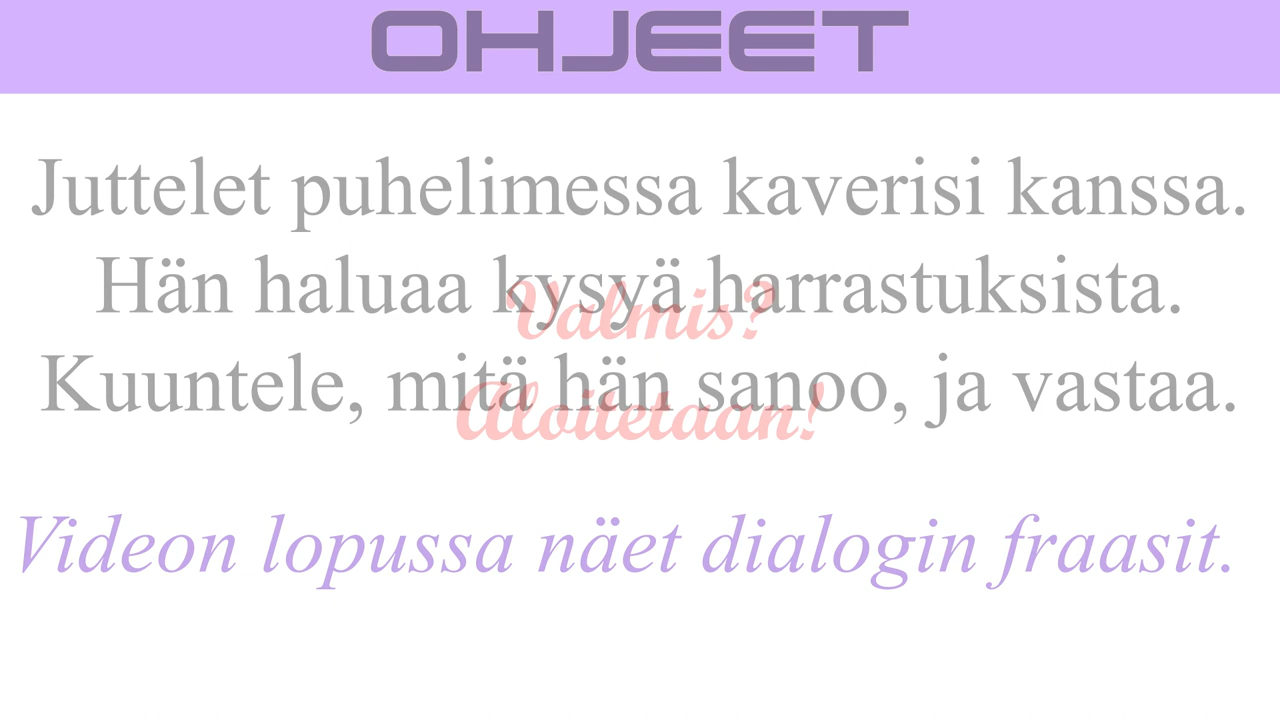 OHJEET
Juttelet puhelimessa kaverisi kanssa.
Hän haluaa kysyä harrastuksista.
Valmis?
Kuuntele, mitä hän sanoo, ja vastaa.
Aloitetaan!
Videon lopussa näet dialogin fraasit.